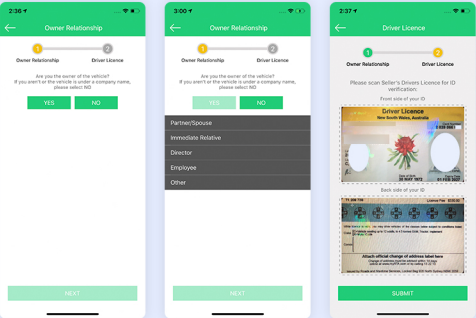 2:36
Owner Relationship
1
2
Owner Relationship
Driver Licence
Are you the owner of the vehicle?
If you aren't or the vehicle is under a company name,
please select NO
YES
NO
NEXT
3:00
Owner Relationship
1
2
Owner Relationship
Driver Licence
Are you the owner of the vehicle?
If you aren't or the vehicle is under a company name,
please select NO
YES
NO
Partner/Spouse
Immediate Relative
Director
Employee
Other
NEXT
2:37
Driver Licence
1
2
Owner Relationship
Driver Licence
Please scan Seller's Drivers Licence for ID
verification:
Front side of your ID
Driver Licence
New South Wales, Australia
Date of Birth
Back side of your ID
Licence Fee
Attach official change of address label here
SUBMIT